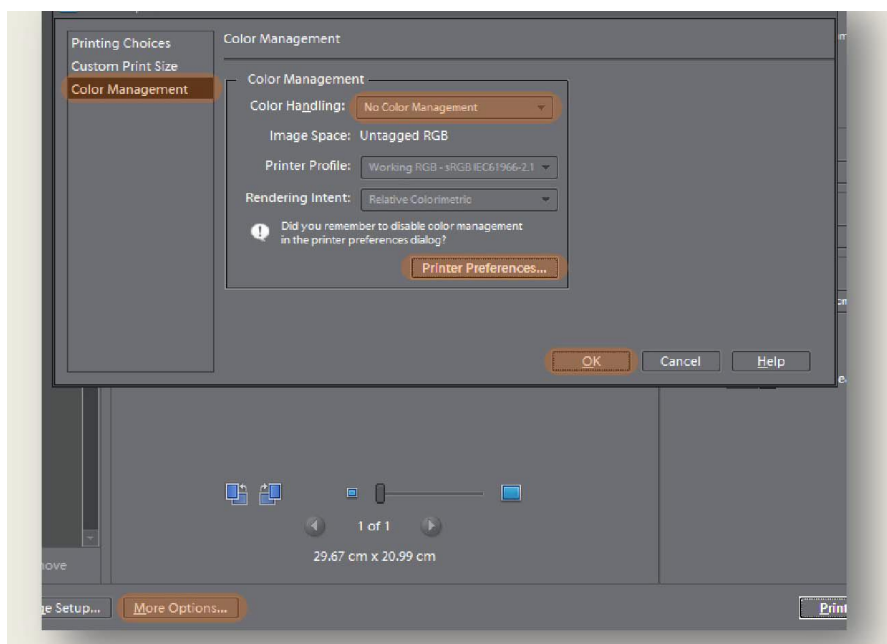 Printing Choices
Custom Print Size
Color Management
Color Management
Color Management
Color Handling: No Color Management
Image Space: Untagged RGB
Printer Profile: Working RGB - sRGB IEC61966-2.1
Rendering Intent: Relative Colorimetric
Did you remember to disable color management
in the printer preferences dialog?
Printer Preferences...
OK Cancel Help
1 of 1
29.67 cm x 20.99 cm
Setup... More Options... Print